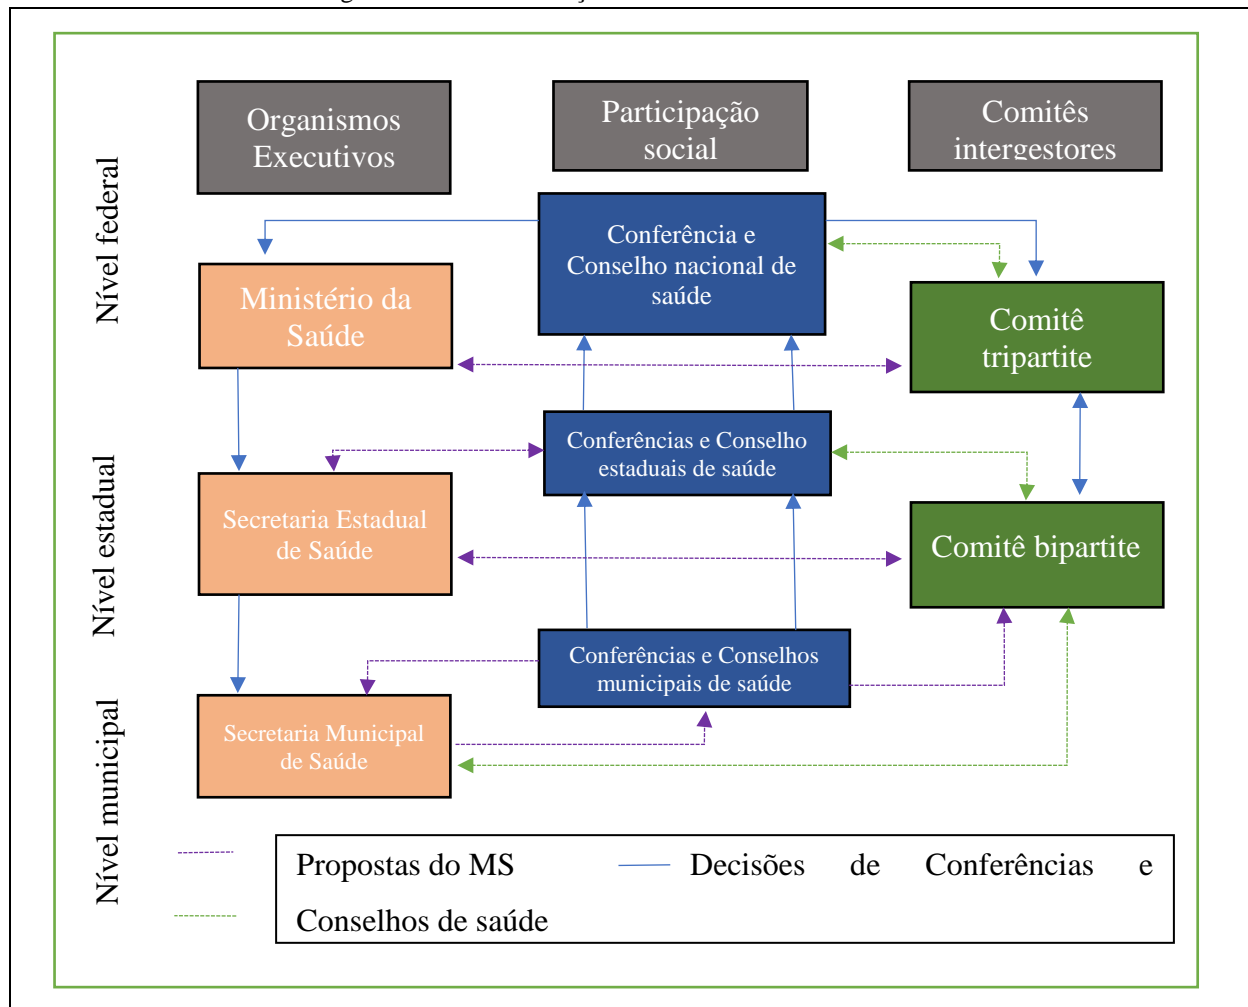 Organismos
Executivos
Participação
social
Comitês
intergestores
Nível federal
Conferência e
Conselho nacional de
saúde
Ministério da
Saúde
Comitê
tripartite
Nível estadual
Conferências e Conselho
estaduais de saúde
Secretaria Estadual
de Saúde
Comitê bipartite
Nível municipal
Conferências e Conselhos
municipais de saúde
Secretaria Municipal
de Saúde
Propostas do MS Decisões de Conferências e
Conselhos de saúde